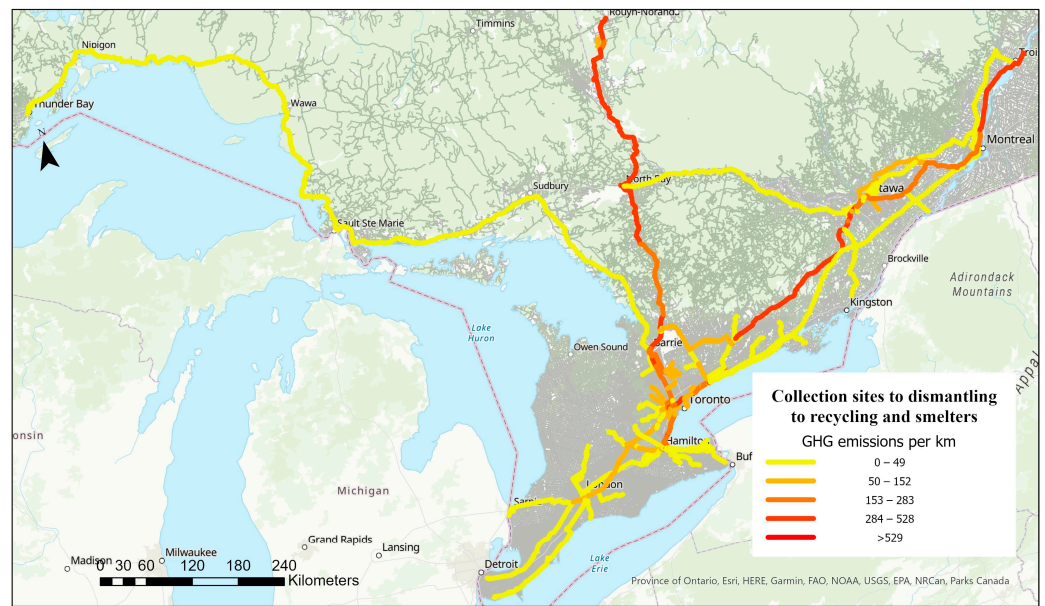 Rouyn-Noranda
Timmins
Nipigon
Troi
Thunder Bay
Wawa
N
Montreal
North Bay
Sudbury
tawa
Sault Ste Marie
Brockville
Adirondack
Mountains
Kingston
Lake
Huron
Owen Sound
Barrie
Appal
Toronto
Collection sites to dismantling
to recycling and smelters
GHG emissions per km
0 – 49
50 – 152
153 – 283
284 – 528
>529
onsin
Hamilton
Buf
Michigan
London
Sarni
Grand Rapids
Lansing
Madison
Milwaukee
Detroit
Lake
Erie
0 30 60 120 180 240
Kilometers
Province of Ontario, Esri, HERE, Garmin, FAO, NOAA, USGS, EPA, NRCan, Parks Canada